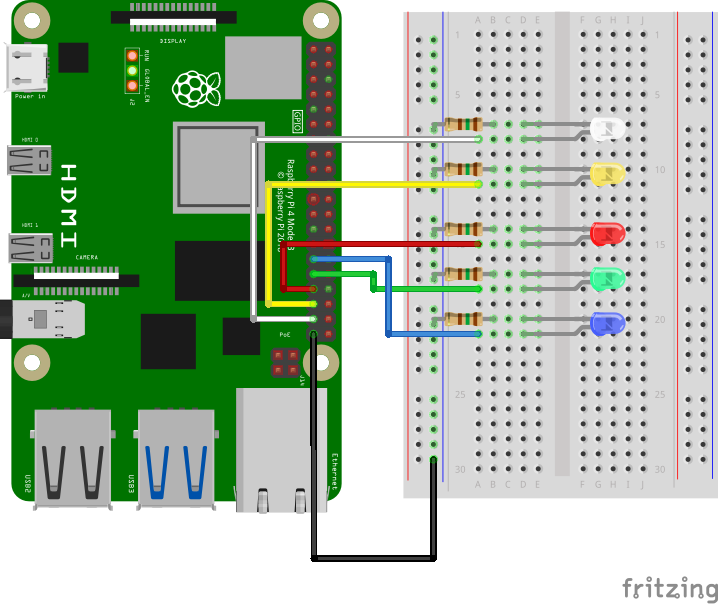 DISPLAY
A B C D E F G H I J
1 1
RUN
GLOBAL_EN
J2
Power in
5 5
GPIO
HDMI 0
HDMI
10 10
Raspberry Pi 4 Mode
© Raspberry Pi
HDMI 1
15 15
CAMERA
A/V
20 20
PoE
J14
25 25
USB2
USB3
Ethernet
30 30
A B C D E F G H I J
fritzing